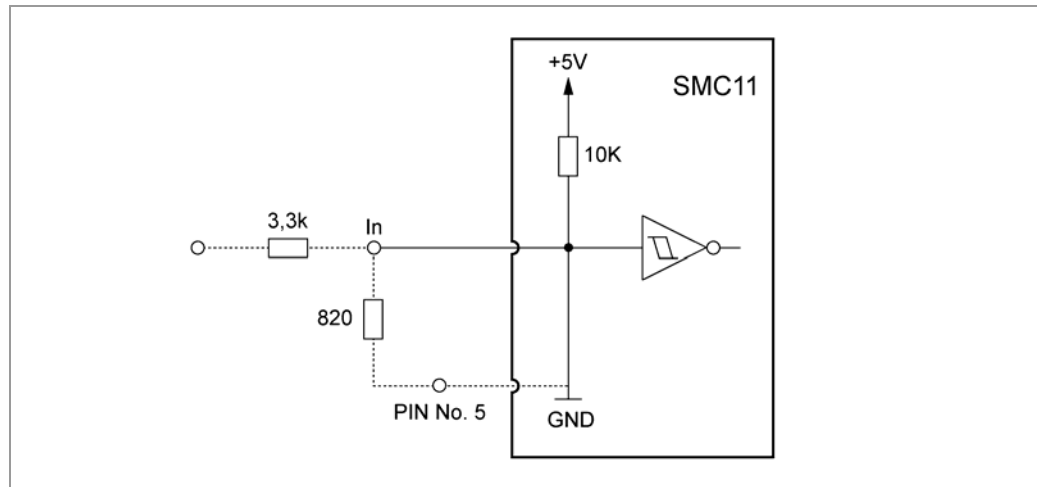 +5V
SMC11
10K
3,3k
In
820
PIN No. 5
GND